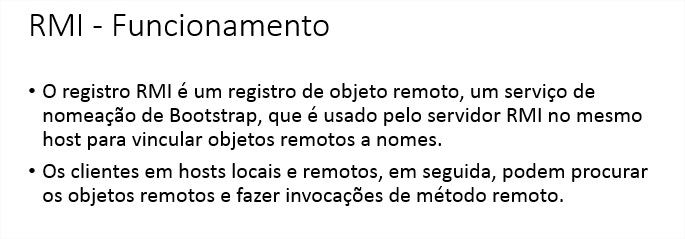 RMI - Funcionamento
• O registro RMI é um registro de objeto remoto, um serviço de
nomeação de Bootstrap, que é usado pelo servidor RMI no mesmo
host para vincular objetos remotos a nomes.
• Os clientes em hosts locais e remotos, em seguida, podem procurar
os objetos remotos e fazer invocações de método remoto.